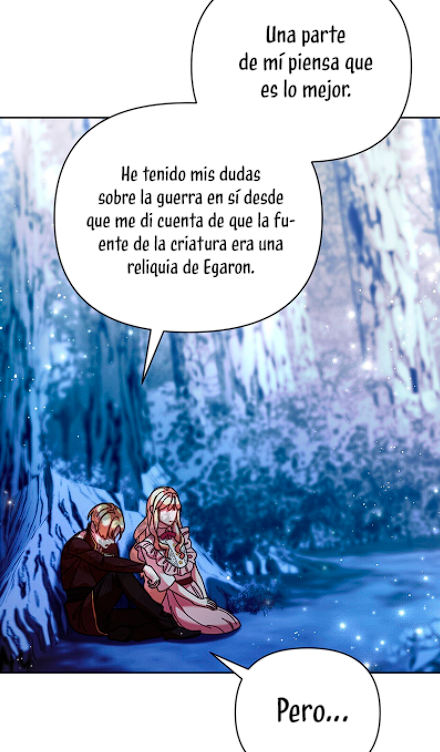 Una parte
de mí piensa que
es lo mejor.
He tenido mis dudas
sobre la guerra en sí desde
que me di cuenta de que la fu-
ente de la criatura era una
reliquia de Egaron.
Pero...